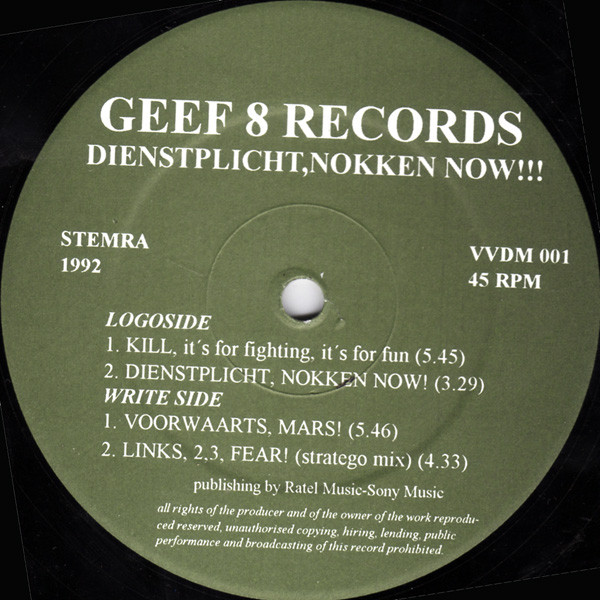 GEEF 8 RECORDS
DIENSTPLICHT,NOKKEN NOW!!!
STEMRA
1992
VVDM 001
45 RPM
LOGOSIDE
1. KILL, it´s for fighting, it´s for fun (5.45)
2. DIENSTPLICHT, NOKKEN NOW! (3.29)
WRITE SIDE
1. VOORWAARTS, MARS! (5.46)
2. LINKS, 2,3, FEAR! (stratego mix) (4.33)
publishing by Ratel Music-Sony Music
all rights of the producer and of the owner of the work reprodu-
ced reserved, unauthorised copying, hiring, lending, public
performance and broadcasting of this record prohibited.